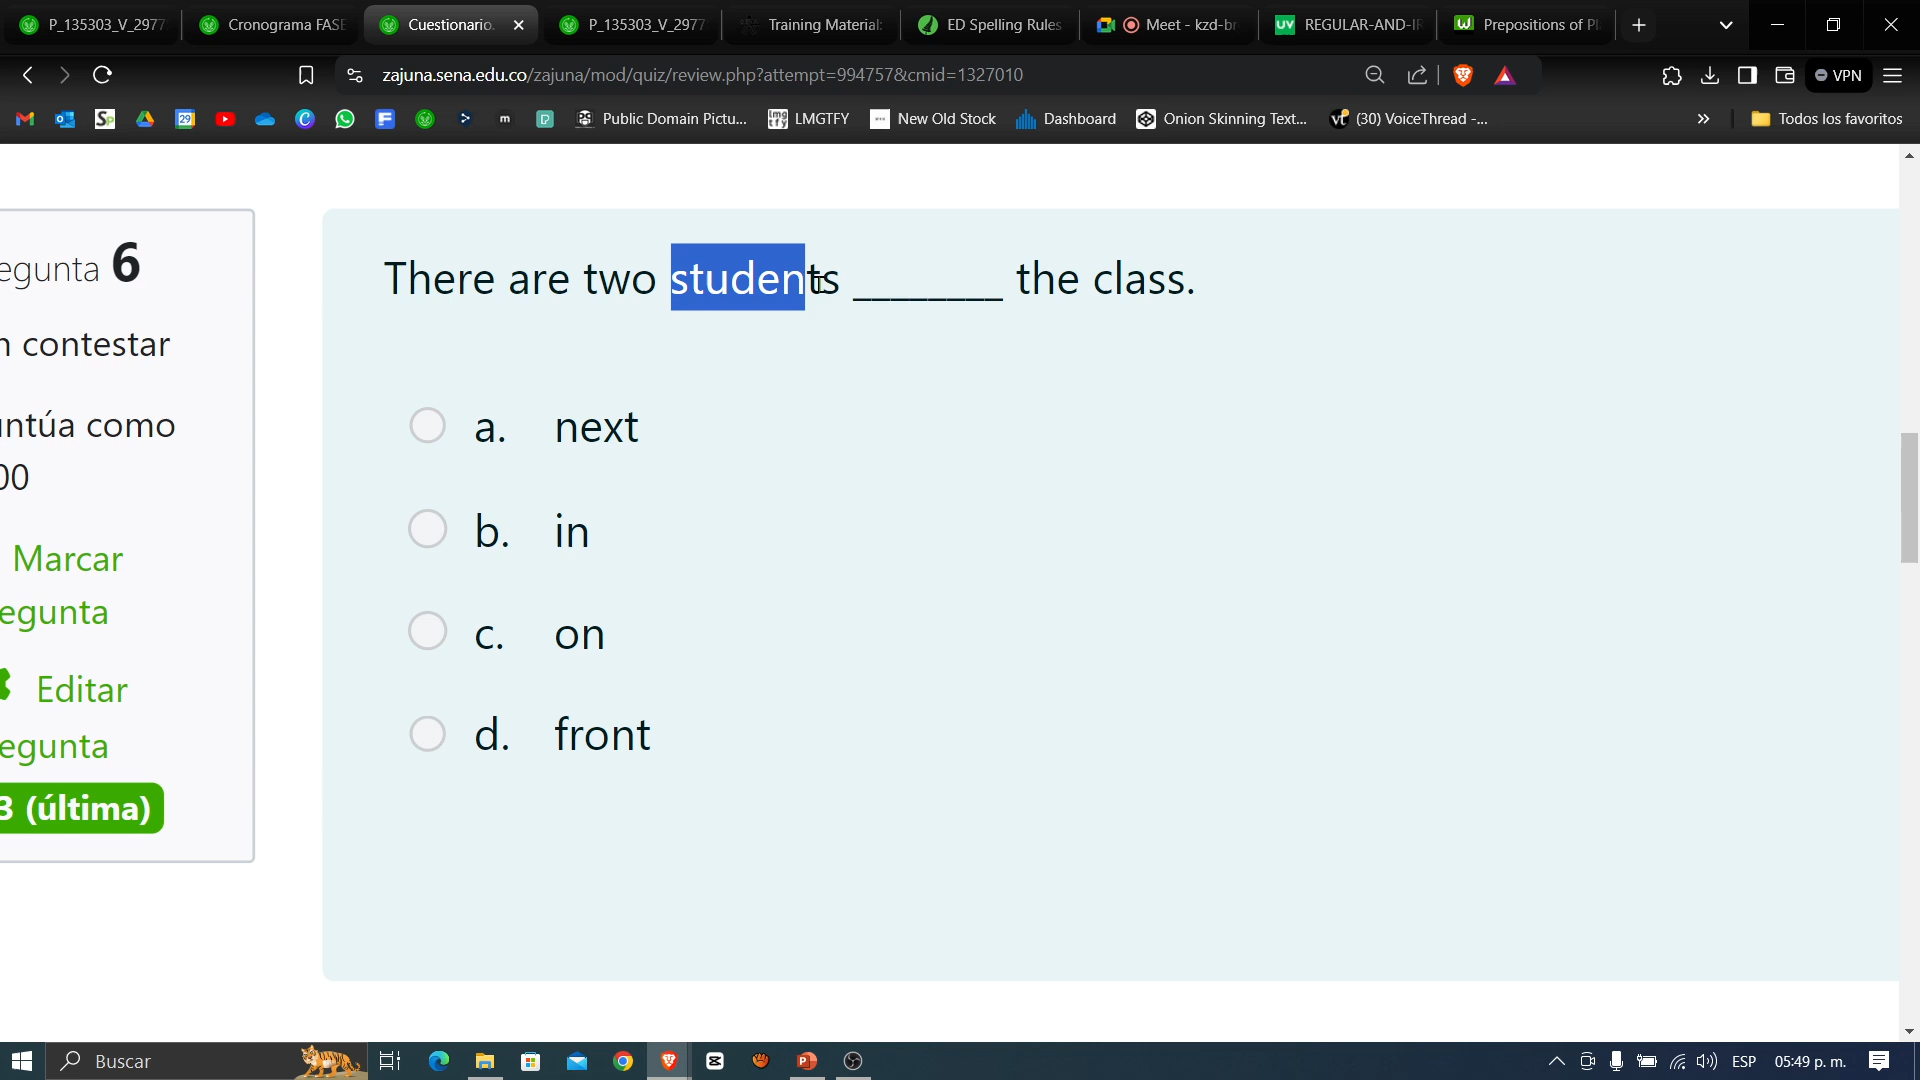 P_135303_V_2977
Cronograma FASE
Cuestionario.
P_135303_V_2977
Training Material:
ED Spelling Rules
Meet - kzd-br
REGULAR-AND-IR
Prepositions of Pl
zajuna.sena.edu.co/zajuna/mod/quiz/review.php?attempt=994757&cmid=1327010
VPN
Public Domain Pictu...
LMGTFY
New Old Stock
Dashboard
Onion Skinning Text...
(30) VoiceThread -...
Todos los favoritos
egunta 6
n contestar
untúa como
00
Marcar
egunta
Editar
egunta
3 (última)
There are two students ________ the class.
a. next
b. in
c. on
d. front
Buscar
ESP
05:49 p. m.